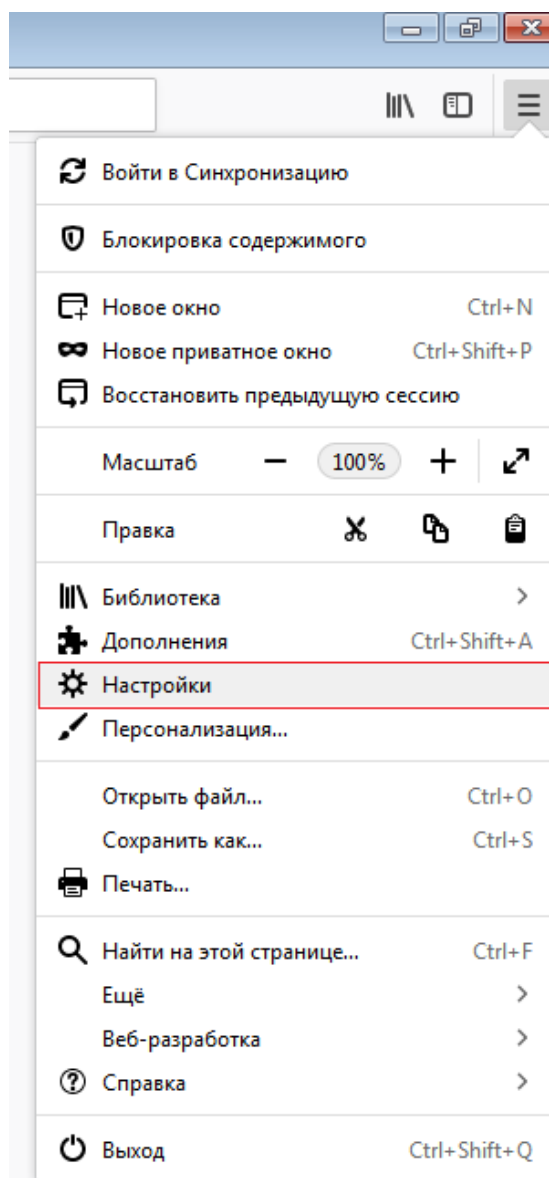 Войти в Синхронизацию
Блокировка содержимого
Новое окно Ctrl+N
Новое приватное окно Ctrl+Shift+P
Восстановить предыдущую сессию
Масштаб − 100% +
Правка
Библиотека >
Дополнения Ctrl+Shift+A
Настройки
Персонализация...
Открыть файл... Ctrl+O
Сохранить как... Ctrl+S
Печать...
Найти на этой странице... Ctrl+F
Ещё >
Веб-разработка >
Справка >
Выход Ctrl+Shift+Q